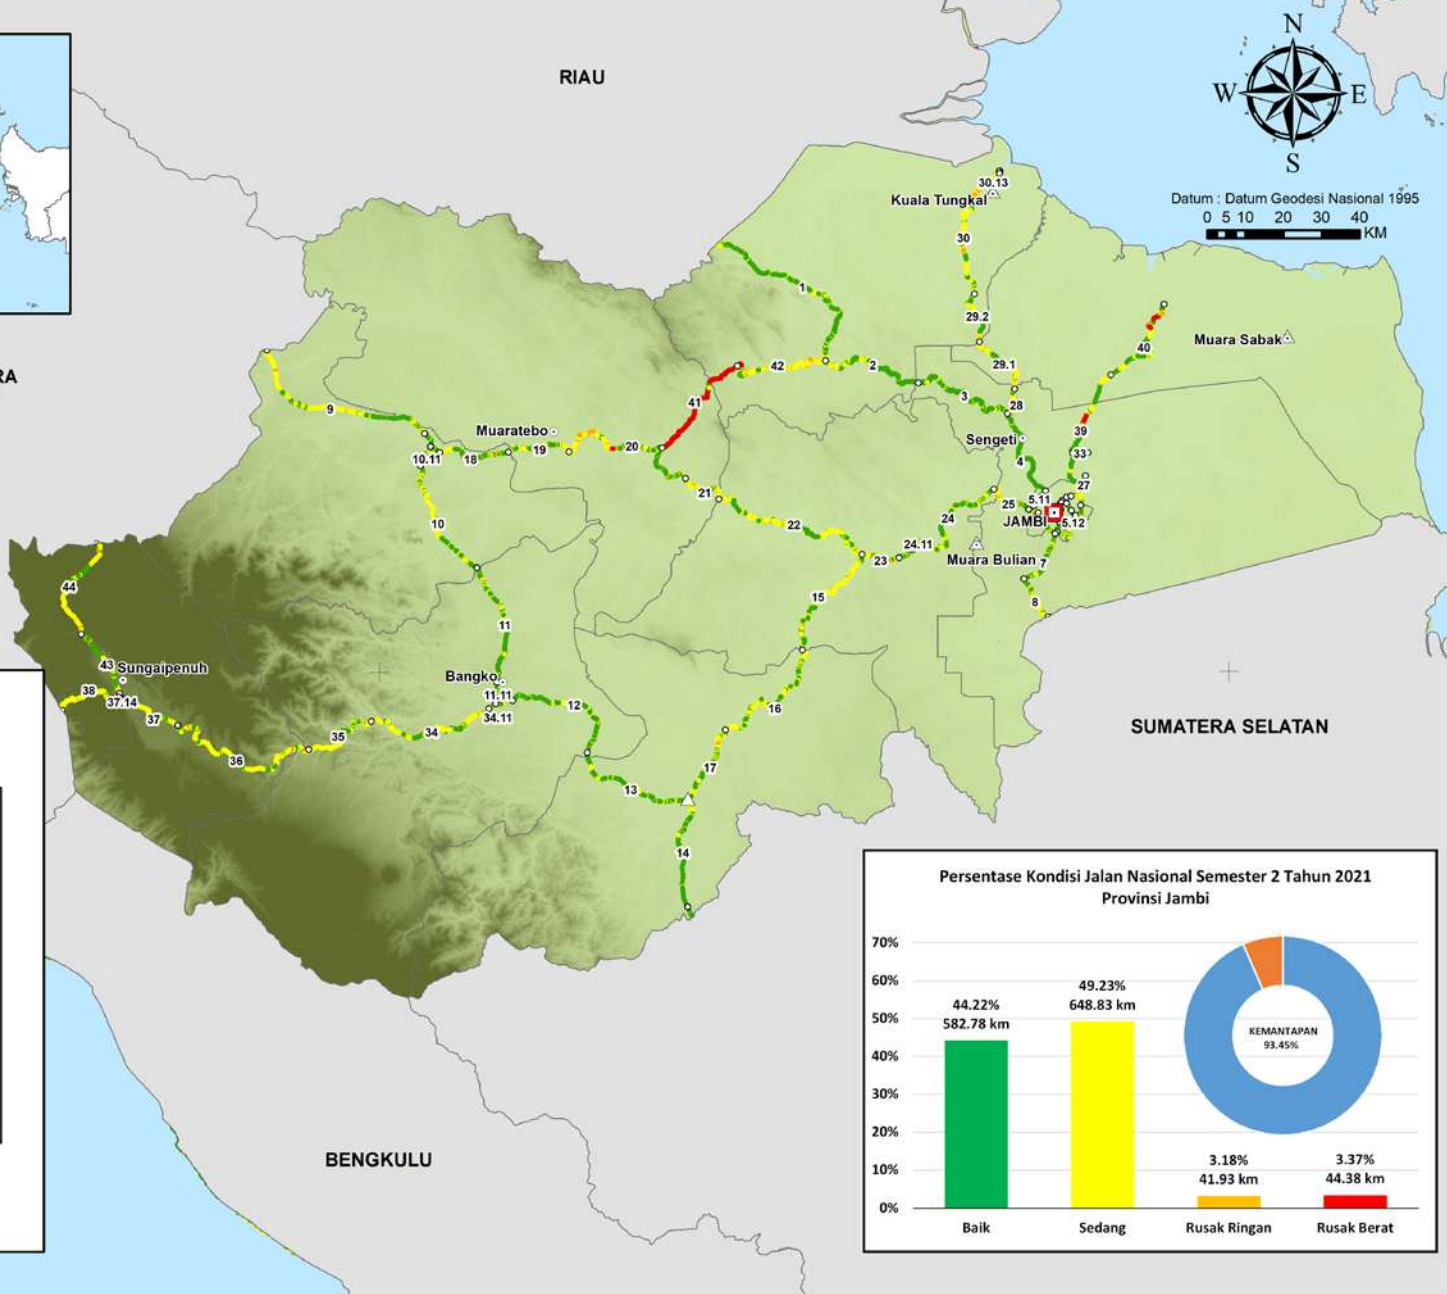 N
W
E
S
Datum : Datum Geodesi Nasional 1995
0 5 10 20 30 40
KM
RIAU
RA
30.13
Kuala Tungkal
30
1
29.2
Muara Sabak
40
42
2
29.1
3
41
28
9
39
Muaratebo
Sengeti
20
19
18
10.11
4
33
27
21
5.11
25
JAMBI
5.12
24
22
10
24.11
23
Muara Bulian
7
44
15
8
11
43
Sungaipenuh
Bangko
38
37.14
11.11
34.11
12
16
37
34
35
36
17
13
14
SUMATERA SELATAN
BENGKULU
Persentase Kondisi Jalan Nasional Semester 2 Tahun 2021
Provinsi Jambi
70%
60%
50%
40%
30%
20%
10%
0%
44.22%
582.78 km
49.23%
648.83 km
KEMANTAPAN
93.45%
3.18%
41.93 km
3.37%
44.38 km
Baik
Sedang
Rusak Ringan
Rusak Berat